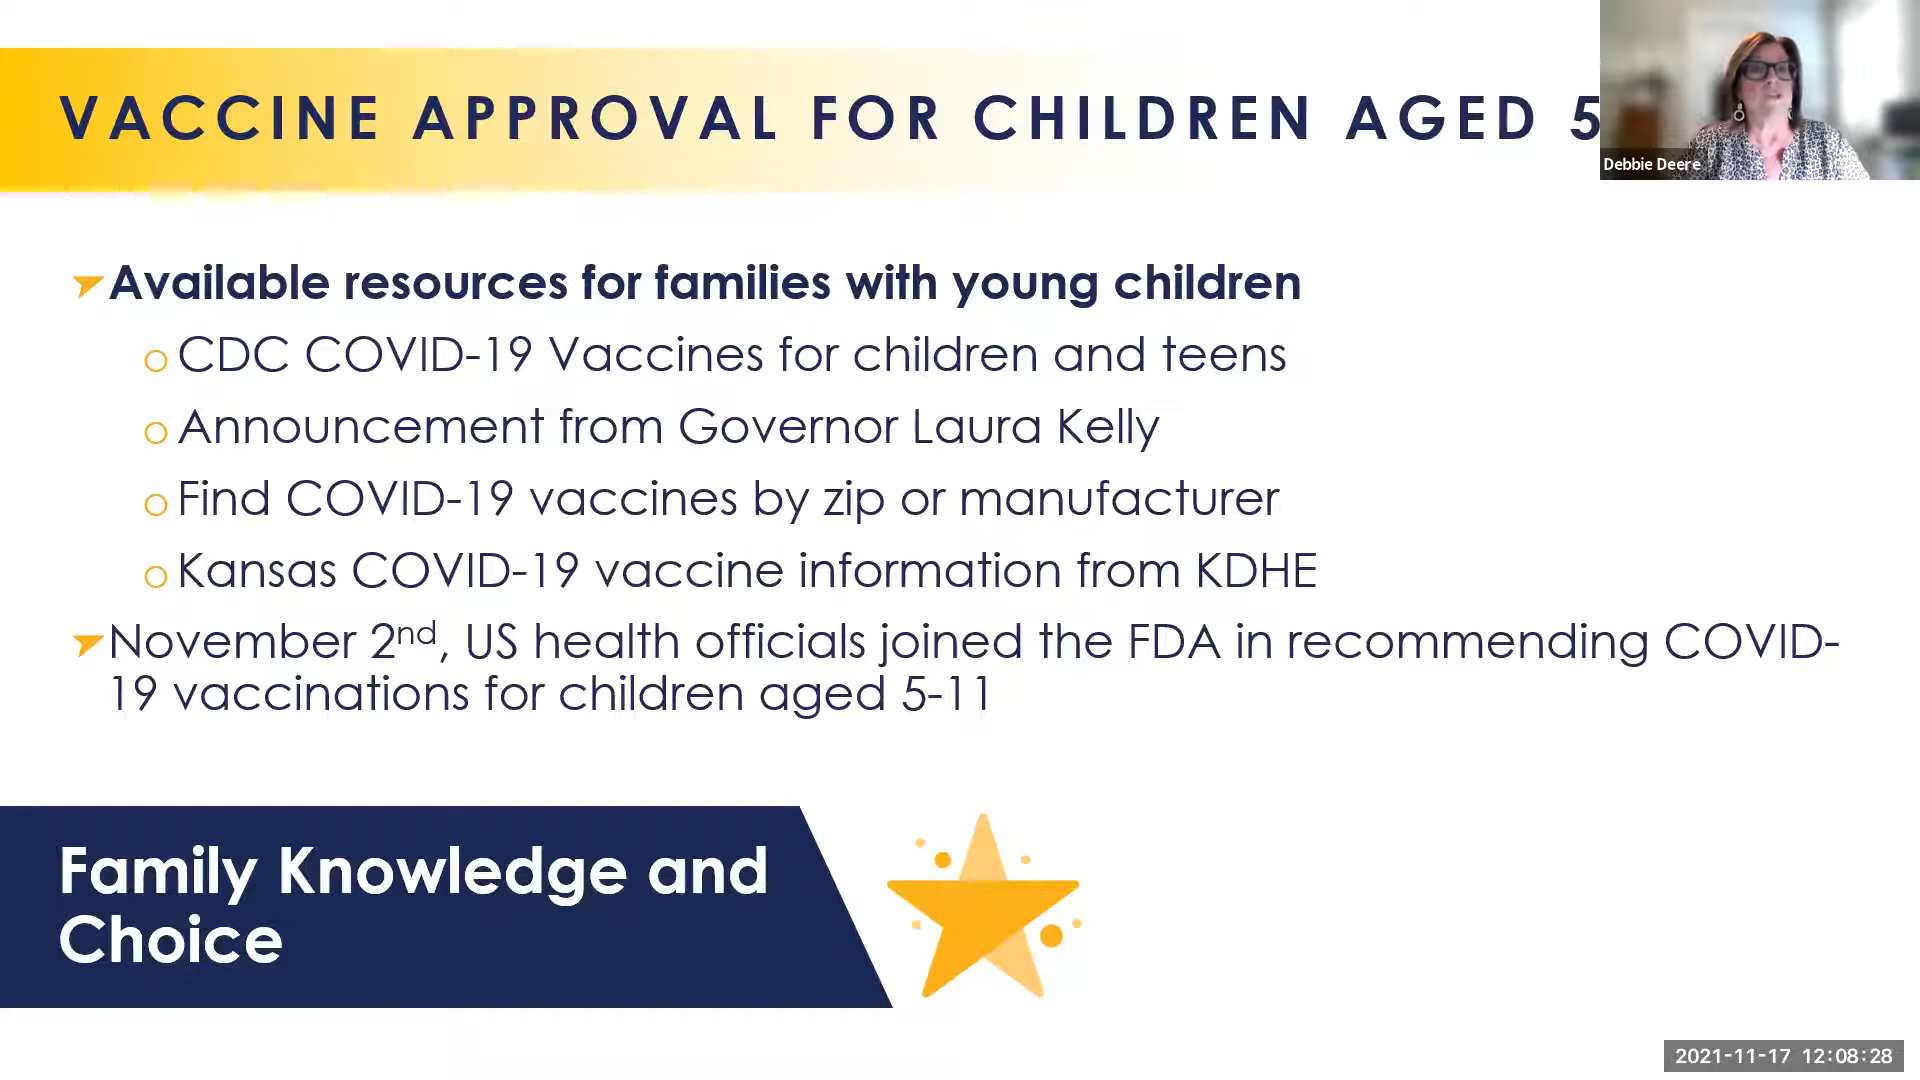 VACCINE APPROVAL FOR CHILDREN AGED 5
Debbie Deere
Available resources for families with young children
CDC COVID-19 Vaccines for children and teens
Announcement from Governor Laura Kelly
Find COVID-19 vaccines by zip or manufacturer
Kansas COVID-19 vaccine information from KDHE
November 2nd, US health officials joined the FDA in recommending COVID-
19 vaccinations for children aged 5-11
Family Knowledge and
Choice
2021-11-17 12:08:28